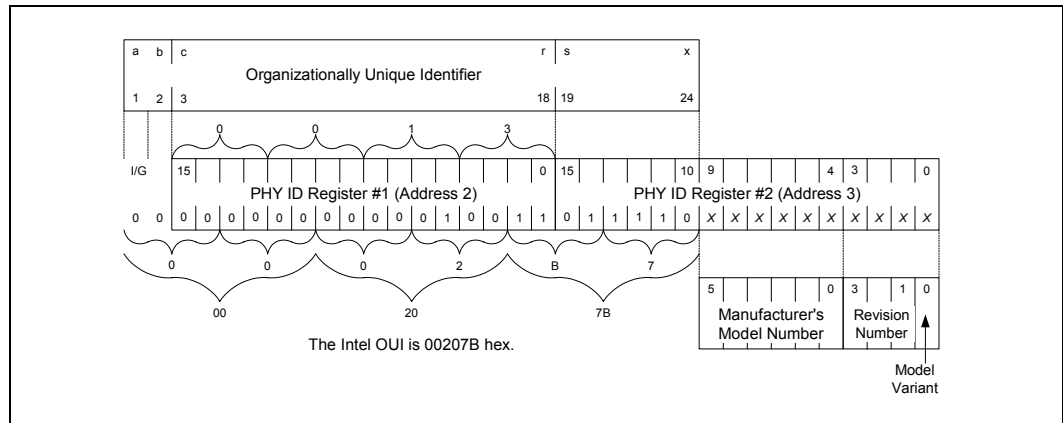 a b c r s x
Organizationally Unique Identifier
1 2 3 18 19 24
0 0 1 3
I/G 15 0 15 10 9 4 3 0
PHY ID Register #1 (Address 2) PHY ID Register #2 (Address 3)
0 0 0 0 0 0 0 0 0 0 0 0 0 1 0 0 1 1 0 1 1 1 1 0 X X X X X X X X X X
0 0 0 2 B 7
00 20 7B
5 0 3 1 0
Manufacturer's Revision
Model Number Number
The Intel OUI is 00207B hex.
Model
Variant